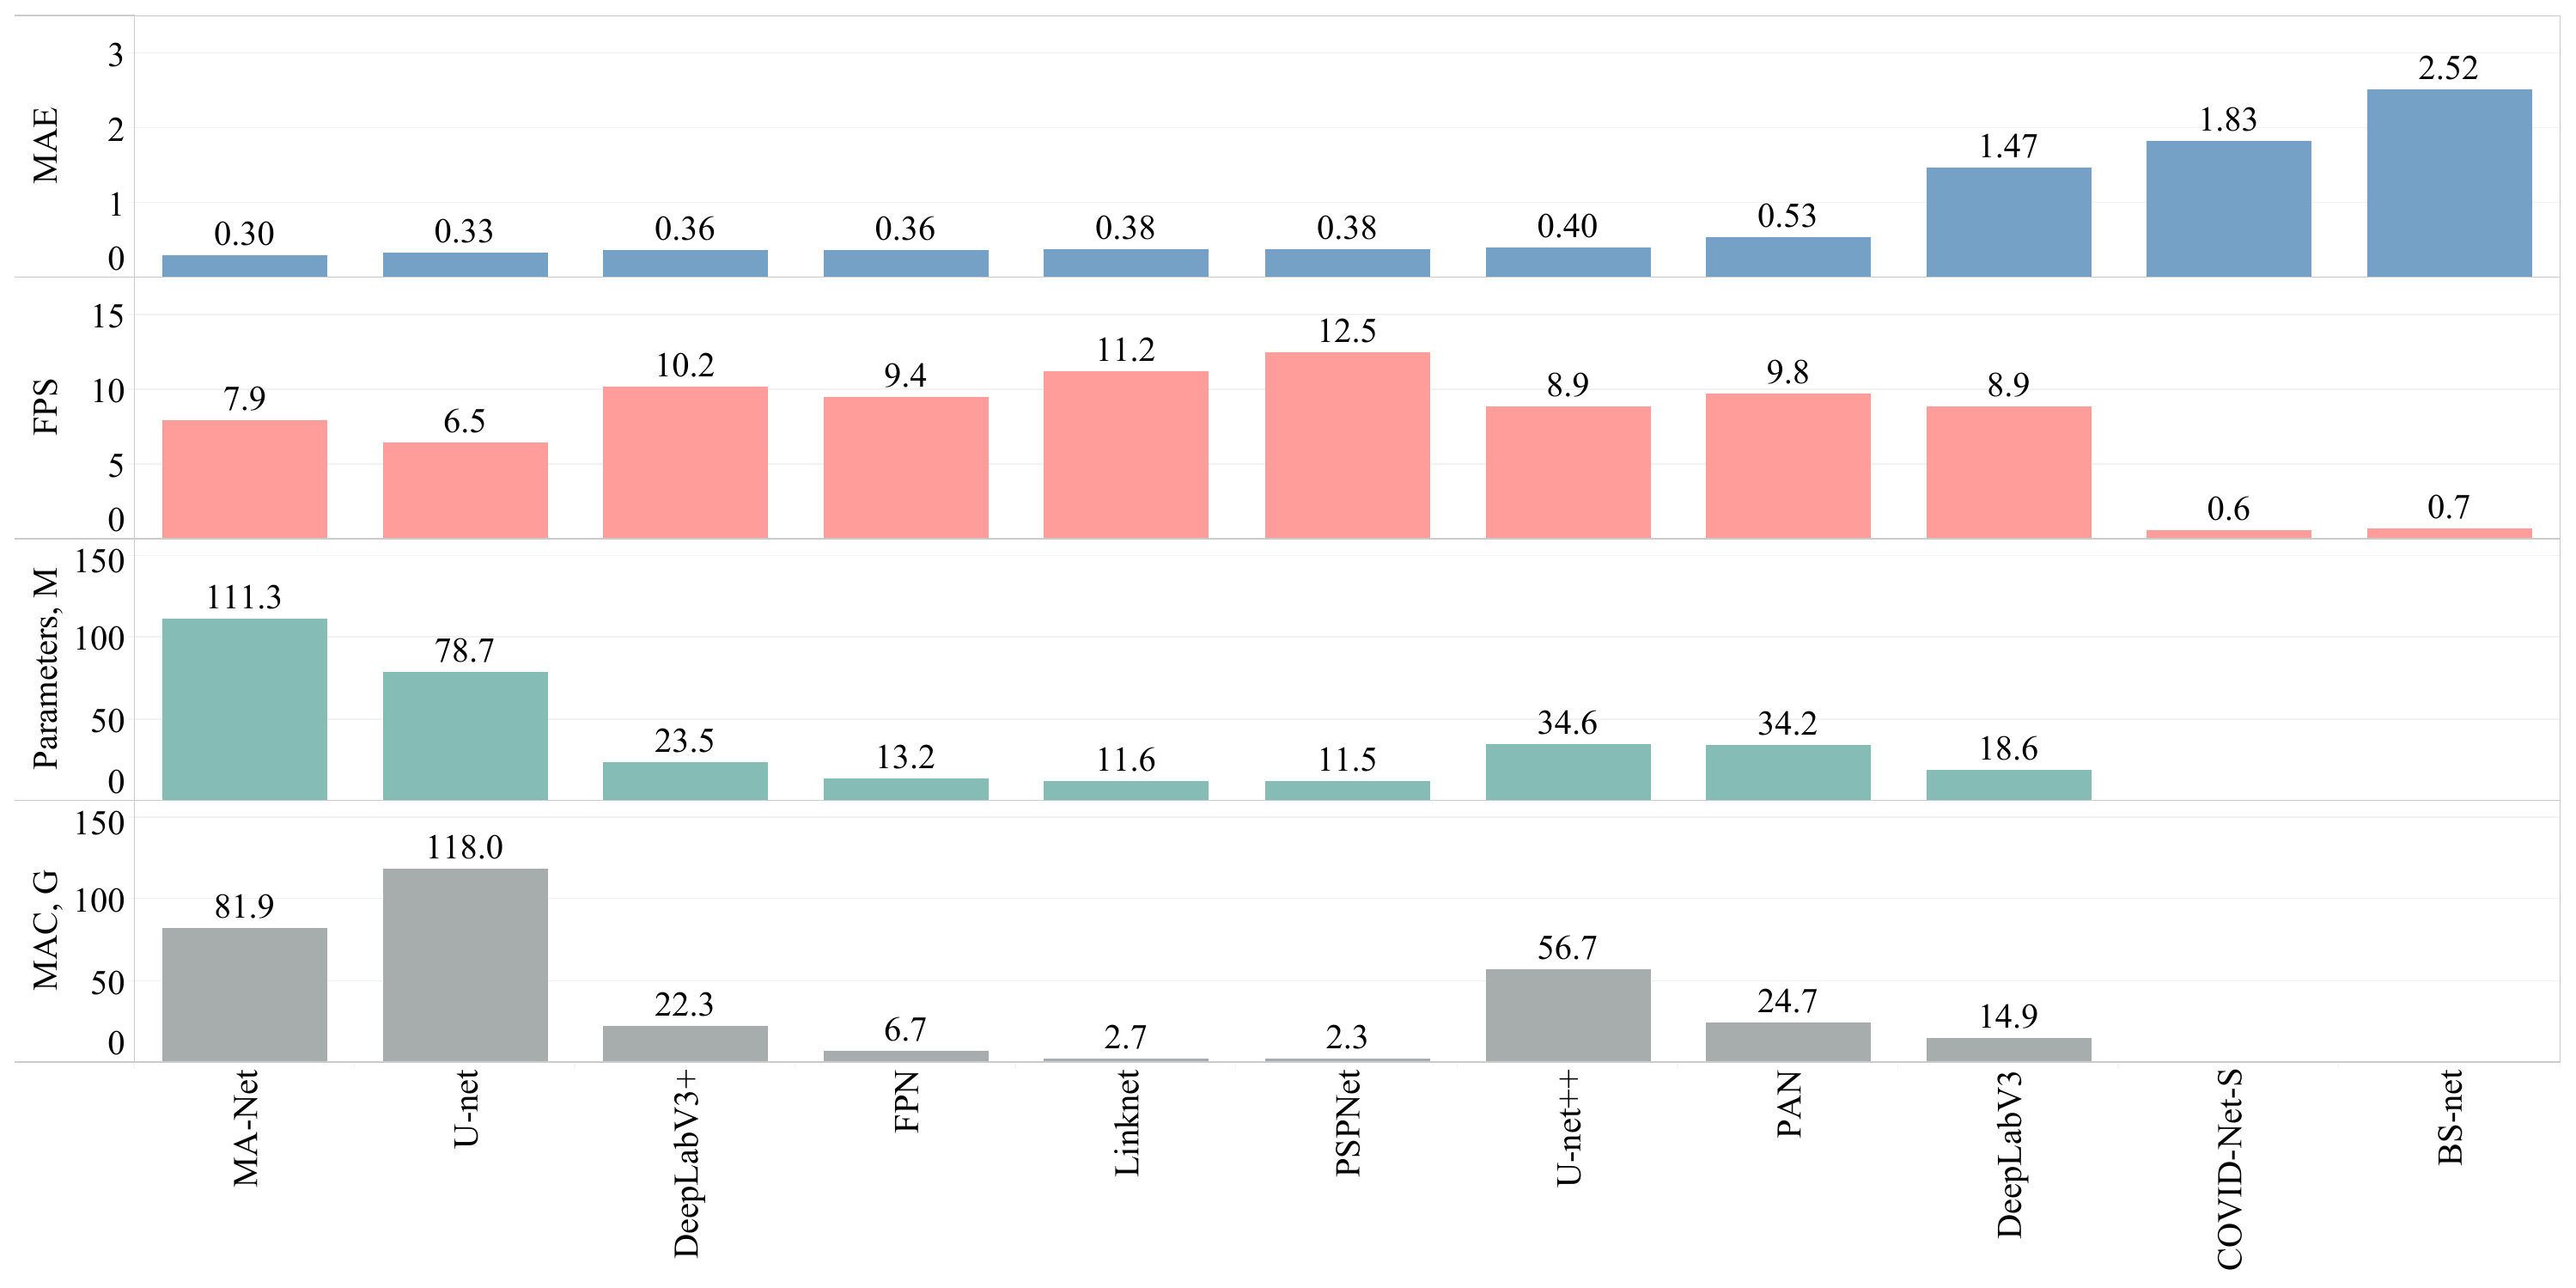 MAE
3
2
1
0
0.30 0.33 0.36 0.36 0.38 0.38 0.40 0.53 1.47 1.83 2.52
FPS
15
10
5
0
7.9 6.5 10.2 9.4 11.2 12.5 8.9 9.8 8.9 0.6 0.7
Parameters, M
150
100
50
0
111.3 78.7 23.5 13.2 11.6 11.5 34.6 34.2 18.6
MAC, G
150
100
50
0
81.9 118.0 22.3 6.7 2.7 2.3 56.7 24.7 14.9
MA-Net
U-net
DeepLabV3+
FPN
Linknet
PSPNet
U-net++
PAN
DeepLabV3
COVID-Net-S
BS-net